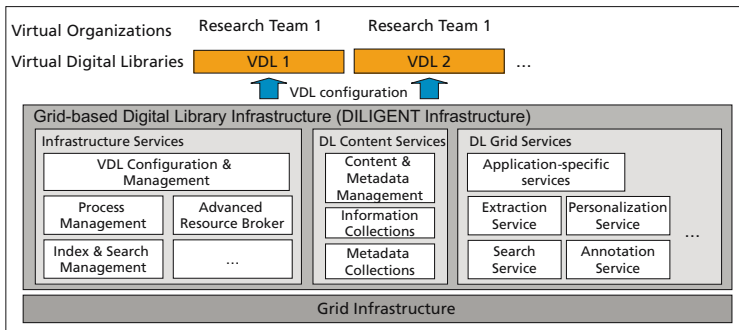 Virtual Organizations
Research Team 1
Research Team 1
Virtual Digital Libraries
VDL 1
VDL 2
...
VDL configuration
Grid-based Digital Library Infrastructure (DILIGENT Infrastructure)
Infrastructure Services
VDL Configuration &
Management
Process
Management
Advanced
Resource Broker
Index & Search
Management
...
DL Content Services
Content &
Metadata
Management
Information
Collections
Metadata
Collections
DL Grid Services
Application-specific
services
Extraction
Service
Personalization
Service
Search
Service
Annotation
Service
...
Grid Infrastructure